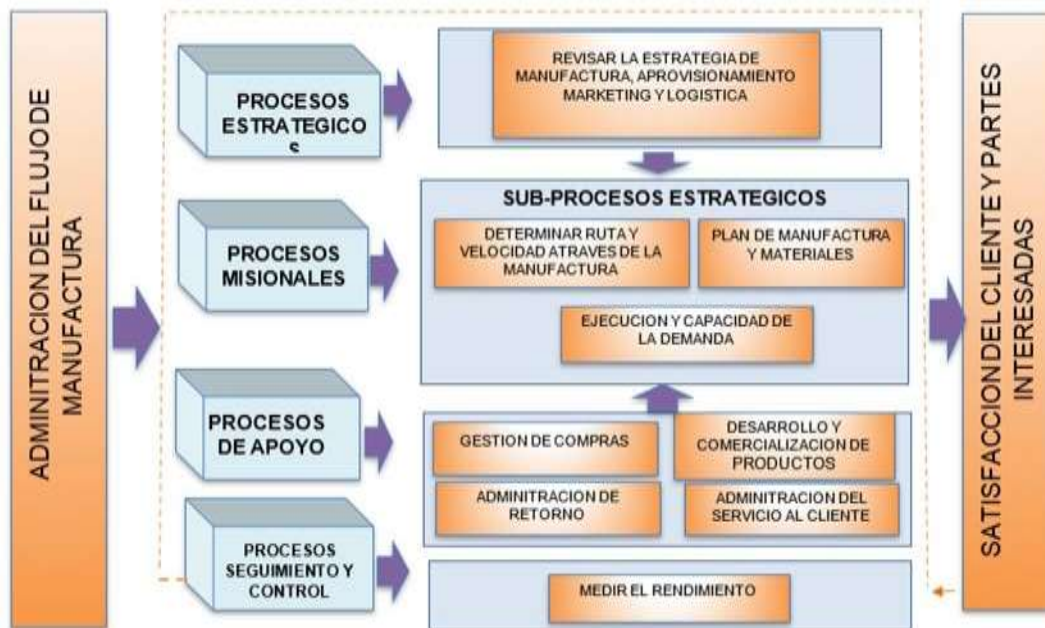 ADMINITRACION DEL FLUJO DE
MANUFACTURA
PROCESOS
ESTRATEGICO
S
REVISAR LA ESTRATEGIA DE
MANUFACTURA, APROVISIONAMIENTO
MARKETING Y LOGISTICA
PROCESOS
MISIONALES
SUB-PROCESOS ESTRATEGICOS
DETERMINAR RUTA Y
VELOCIDAD ATRAVES DE LA
MANUFACTURA
PLAN DE MANUFACTURA
Y MATERIALES
EJECUCION Y CAPACIDAD DE
LA DEMANDA
PROCESOS
DE APOYO
GESTION DE COMPRAS
DESARROLLO Y
COMERCIALIZACION DE
PRODUCTOS
ADMINITRACION DE
RETORNO
ADMINITRACION DEL
SERVICIO AL CLIENTE
PROCESOS
SEGUIMIENTO Y
CONTROL
MEDIR EL RENDIMIENTO
SATISFACCION DEL CLIENTE Y PARTES
INTERESADAS